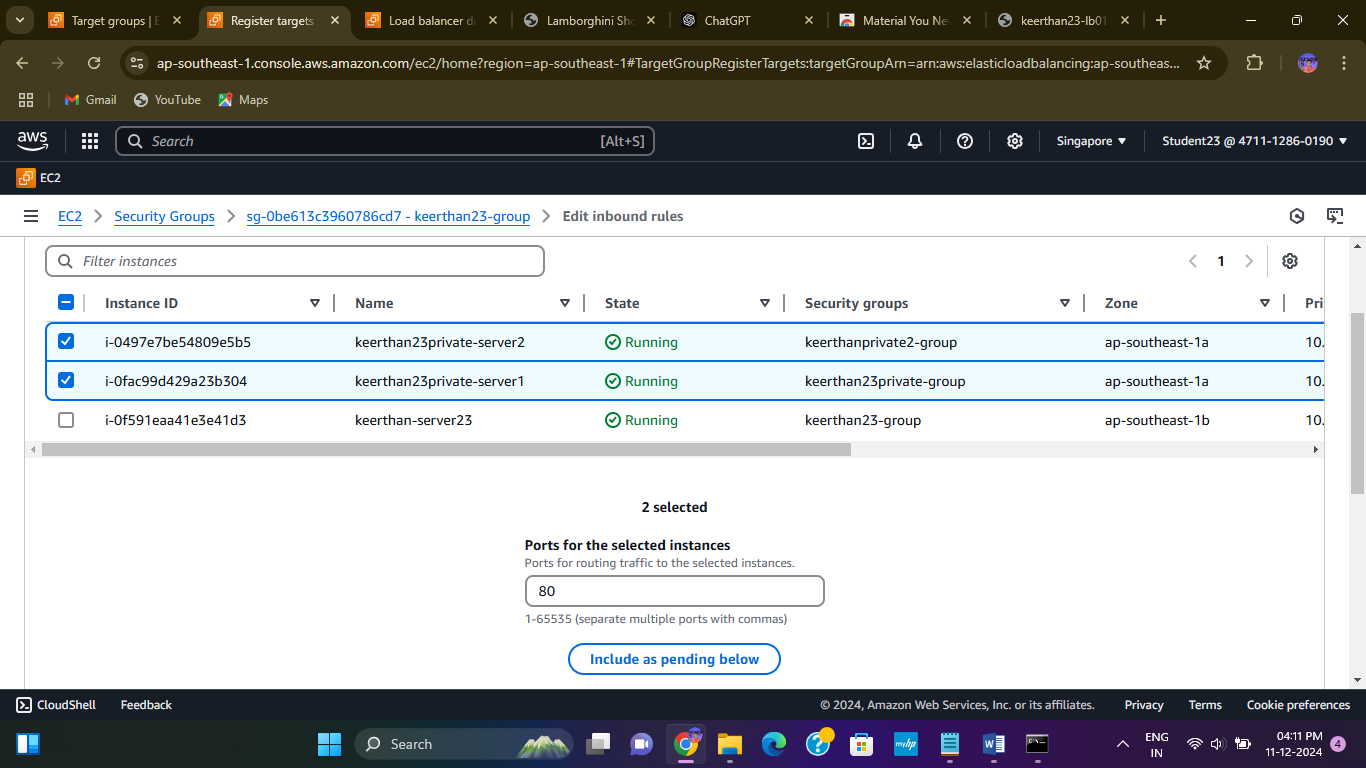 Target groups | E
Register targets
Load balancer d
Lamborghini Sh
ChatGPT
Material You Ne
keerthan23-lb01
ap-southeast-1.console.aws.amazon.com/ec2/home?region=ap-southeast-1#TargetGroupRegisterTargets:targetGroupArn=arn:aws:elasticloadbalancing:ap-southeas...
Gmail YouTube Maps
aws Search [Alt+S] Singapore Student23 @ 4711-1286-0190
EC2
EC2 > Security Groups > sg-0be613c3960786cd7 - keerthan23-group > Edit inbound rules
Filter instances 1
Instance ID Name State Security groups Zone Pri
i-0497e7be54809e5b5 keerthan23private-server2 Running keerthanprivate2-group ap-southeast-1a 10.
i-0fac99d429a23b304 keerthan23private-server1 Running keerthan23private-group ap-southeast-1a 10.
i-0f591eaa41e3e41d3 keerthan-server23 Running keerthan23-group ap-southeast-1b 10.
2 selected
Ports for the selected instances
Ports for routing traffic to the selected instances.
80
1-65535 (separate multiple ports with commas)
Include as pending below
CloudShell Feedback © 2024, Amazon Web Services, Inc. or its affiliates. Privacy Terms Cookie preferences
Search
myhp
ENG
IN
04:11 PM
11-12-2024
4